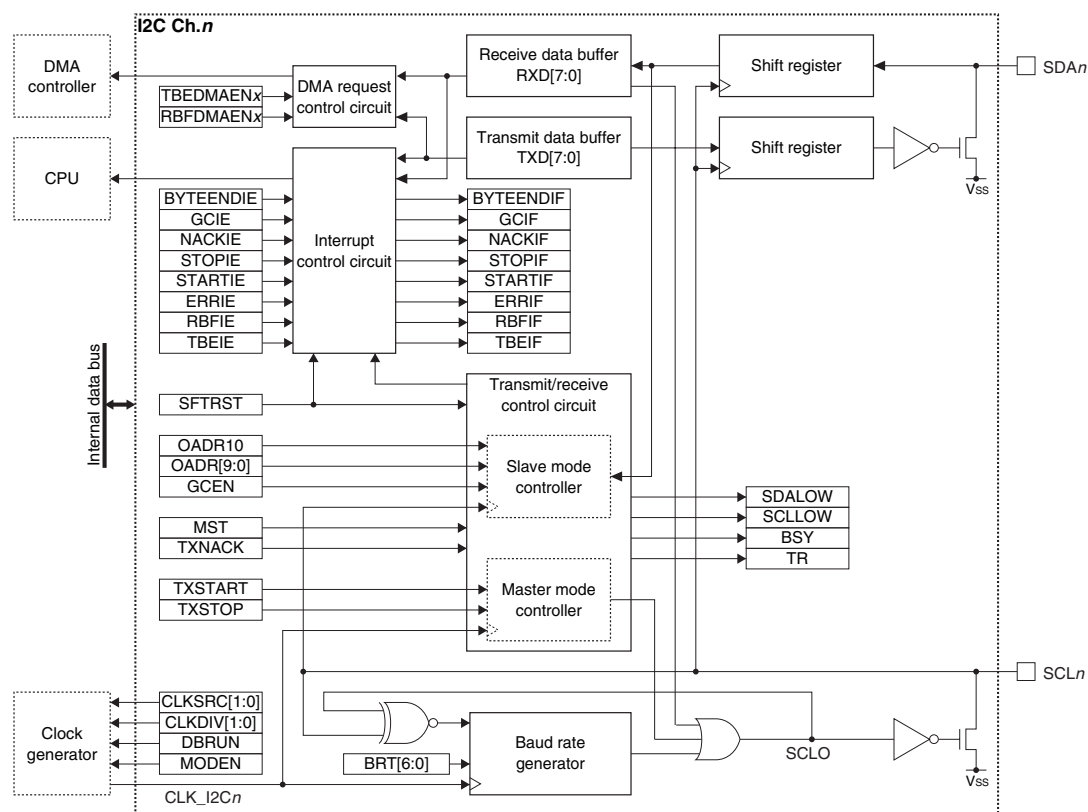 I2C Ch.n
DMA
controller
TBEDMAENx
RBFDMAENx
DMA request
control circuit
Receive data buffer
RXD[7:0]
Shift register
SDAn
Transmit data buffer
TXD[7:0]
Shift register
VSS
CPU
BYTEENDIE
GCIE
NACKIE
STOPIE
STARTIE
ERRIE
RBFIE
TBEIE
Interrupt
control circuit
BYTEENDIF
GCIF
NACKIF
STOPIF
STARTIF
ERRIF
RBFIF
TBEIF
Internal data bus
SFTRST
OADR10
OADR[9:0]
GCEN
MST
TXNACK
TXSTART
TXSTOP
Transmit/receive
control circuit
Slave mode
controller
Master mode
controller
SDALOW
SCLLOW
BSY
TR
SCLn
Clock
generator
CLKSRC[1:0]
CLKDIV[1:0]
DBRUN
MODEN
CLK_I2Cn
BRT[6:0]
Baud rate
generator
SCLO
VSS